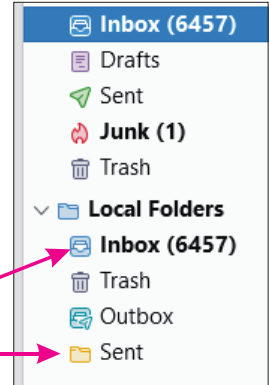 Inbox (6457)
Drafts
Sent
Junk (1)
Trash
Local Folders
Inbox (6457)
Trash
Outbox
Sent